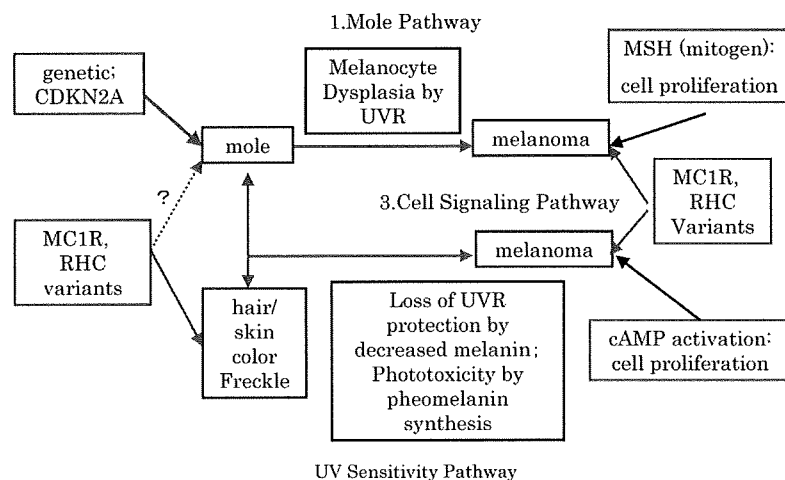 1.Mole Pathway
genetic;
CDKN2A
Melanocyte
Dysplasia by
UVR
MSH (mitogen):
cell proliferation
mole
melanoma
?
3.Cell Signaling Pathway
MC1R,
RHC
Variants
MC1R,
RHC
variants
melanoma
hair/
skin
color
Freckle
Loss of UVR
protection by
decreased melanin;
Phototoxicity by
pheomelanin
synthesis
cAMP activation:
cell proliferation
UV Sensitivity Pathway